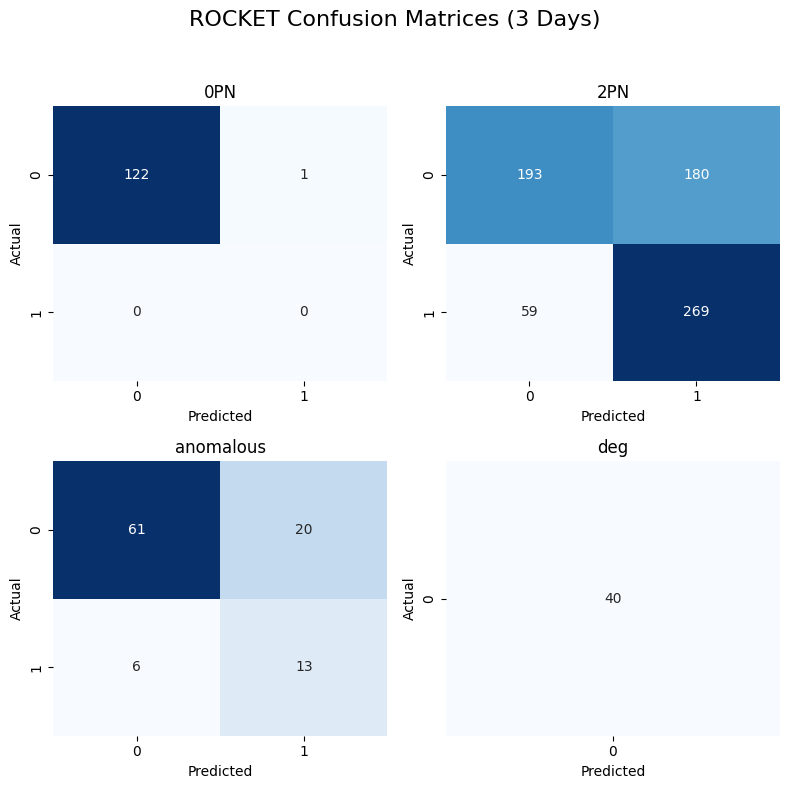 ROCKET Confusion Matrices (3 Days)
0PN
0
122
1
Actual
1
0
0
0
1
Predicted
2PN
0
193
180
Actual
1
59
269
0
1
Predicted
anomalous
0
61
20
Actual
1
6
13
0
1
Predicted
deg
Actual
0
40
0
Predicted